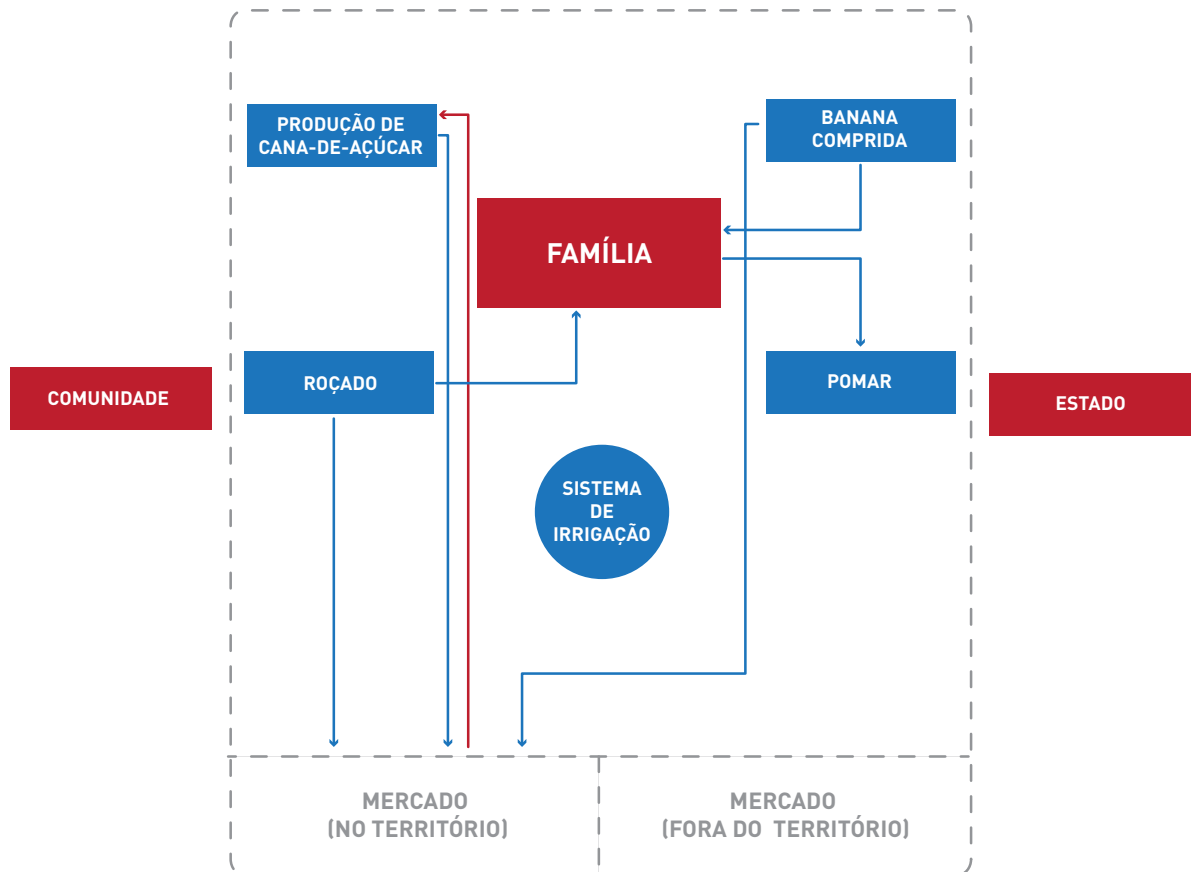 PRODUÇÃO DE
CANA-DE-AÇÚCAR
BANANA
COMPRIDA
FAMÍLIA
COMUNIDADE
ROÇADO
POMAR
ESTADO
SISTEMA
DE
IRRIGAÇÃO
MERCADO
(NO TERRITÓRIO)
MERCADO
(FORA DO TERRITÓRIO)